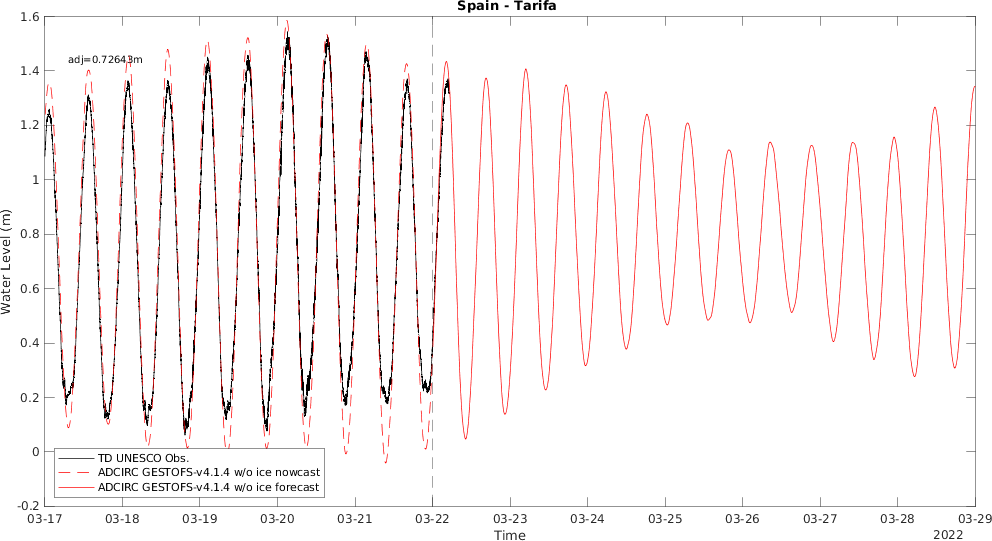 Spain - Tarifa
adj=0.72643m
Water Level (m)
1.6
1.4
1.2
1
0.8
0.6
0.4
0.2
0
-0.2
TD UNESCO Obs.
ADCIRC GESTOFS-v4.1.4 w/o ice nowcast
ADCIRC GESTOFS-v4.1.4 w/o ice forecast
03-17 03-18 03-19 03-20 03-21 03-22 03-23 03-24 03-25 03-26 03-27 03-28 03-29
Time
2022